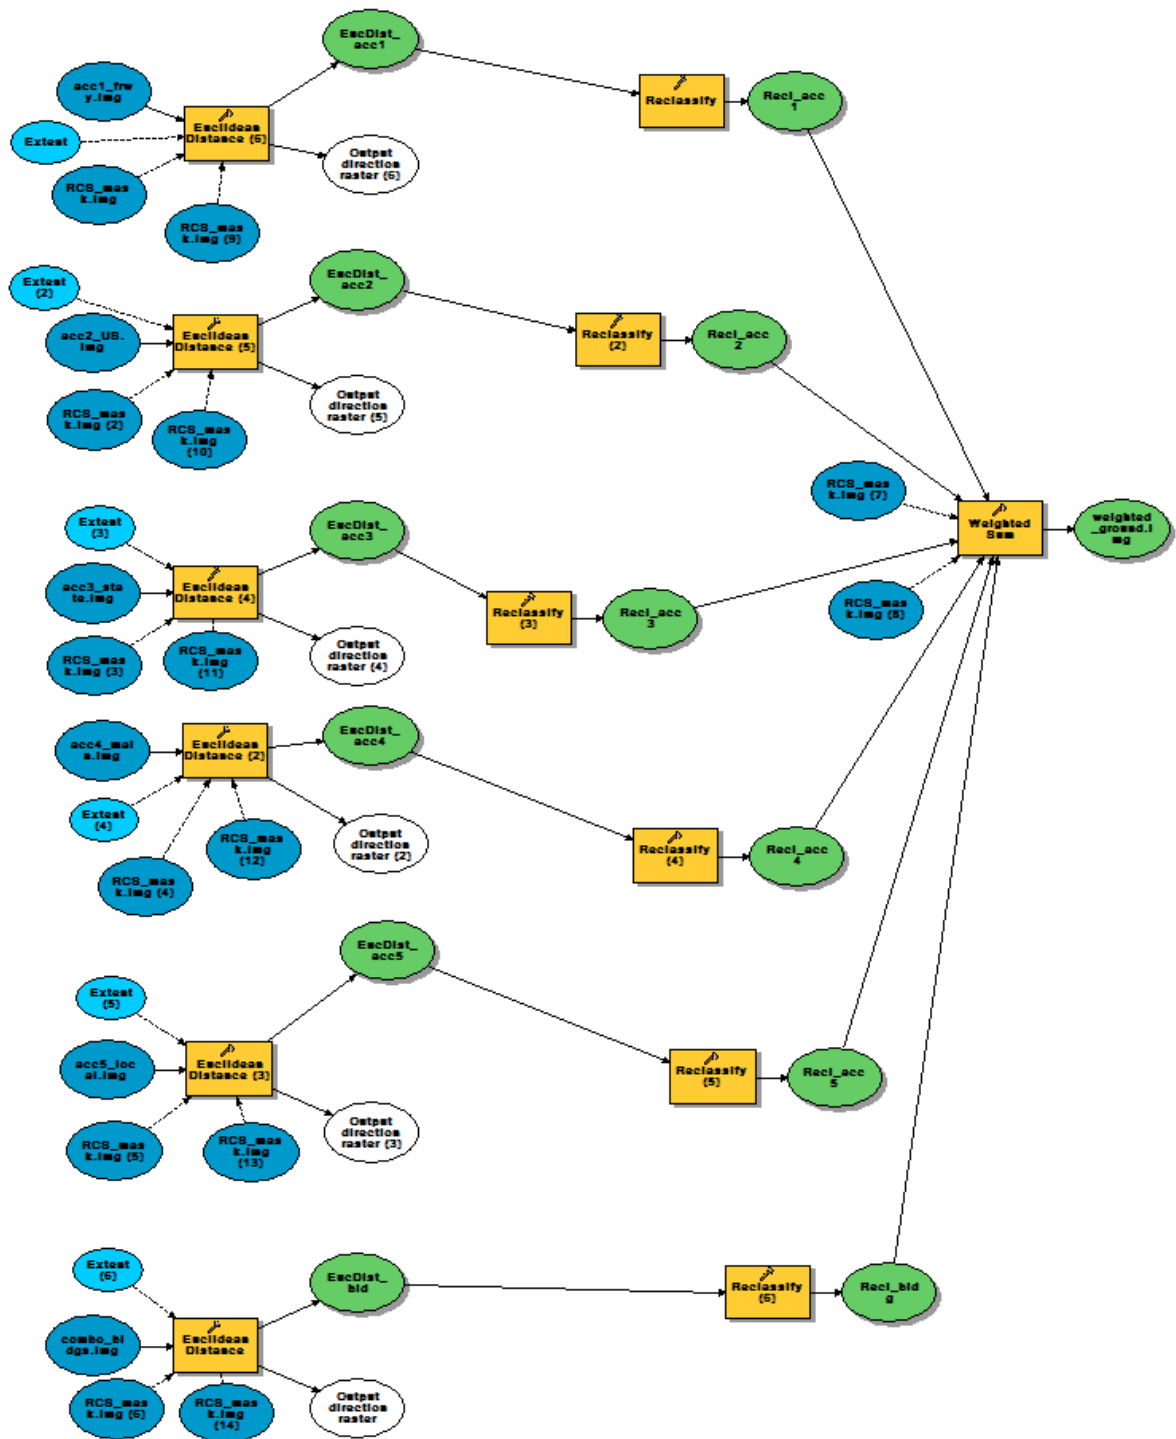 EucDist_
acc1
acc1_frw
y.img
Extent
Euclidean
Distance (6)
Reclassify
Recl_acc
1
Output
direction
raster (6)
RCS_mas
k.img
RCS_mas
k.img (9)
EucDist_
acc2
Extent
(2)
acc2_US.
img
Euclidean
Distance (5)
Reclassify
(2)
Recl_acc
2
Output
direction
raster (5)
RCS_mas
k.img (2)
RCS_mas
k.img
(10)
RCS_mas
k.img (7)
Weighted
Sum
weighted
_ground.i
mg
RCS_mas
k.img (8)
Extent
(3)
EucDist_
acc3
acc3_sta
te.img
Euclidean
Distance (4)
Reclassify
(3)
Recl_acc
3
Output
direction
raster (4)
RCS_mas
k.img (3)
RCS_mas
k.img
(11)
EucDist_
acc4
acc4_mai
n.img
Euclidean
Distance (2)
Extent
(4)
RCS_mas
k.img
(12)
Output
direction
raster (2)
Reclassify
(4)
Recl_acc
4
RCS_mas
k.img (4)
EucDist_
acc5
Extent
(5)
acc5_loc
al.img
Euclidean
Distance (3)
Reclassify
(5)
Recl_acc
5
Output
direction
raster (3)
RCS_mas
k.img (5)
RCS_mas
k.img
(13)
Extent
(6)
EucDist_
bld
Reclassify
(6)
Recl_bld
g
combo_bl
dgs.img
Euclidean
Distance
RCS_mas
k.img (6)
RCS_mas
k.img
(14)
Output
direction
raster